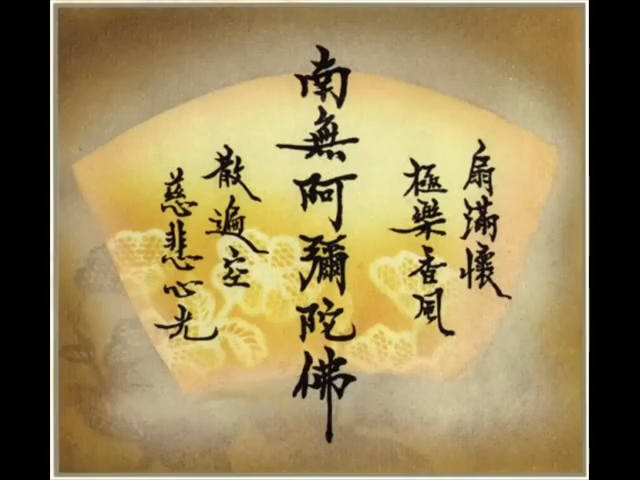 扇滿懷
極樂香風
南無阿彌陀佛
散遍空
慈悲心光